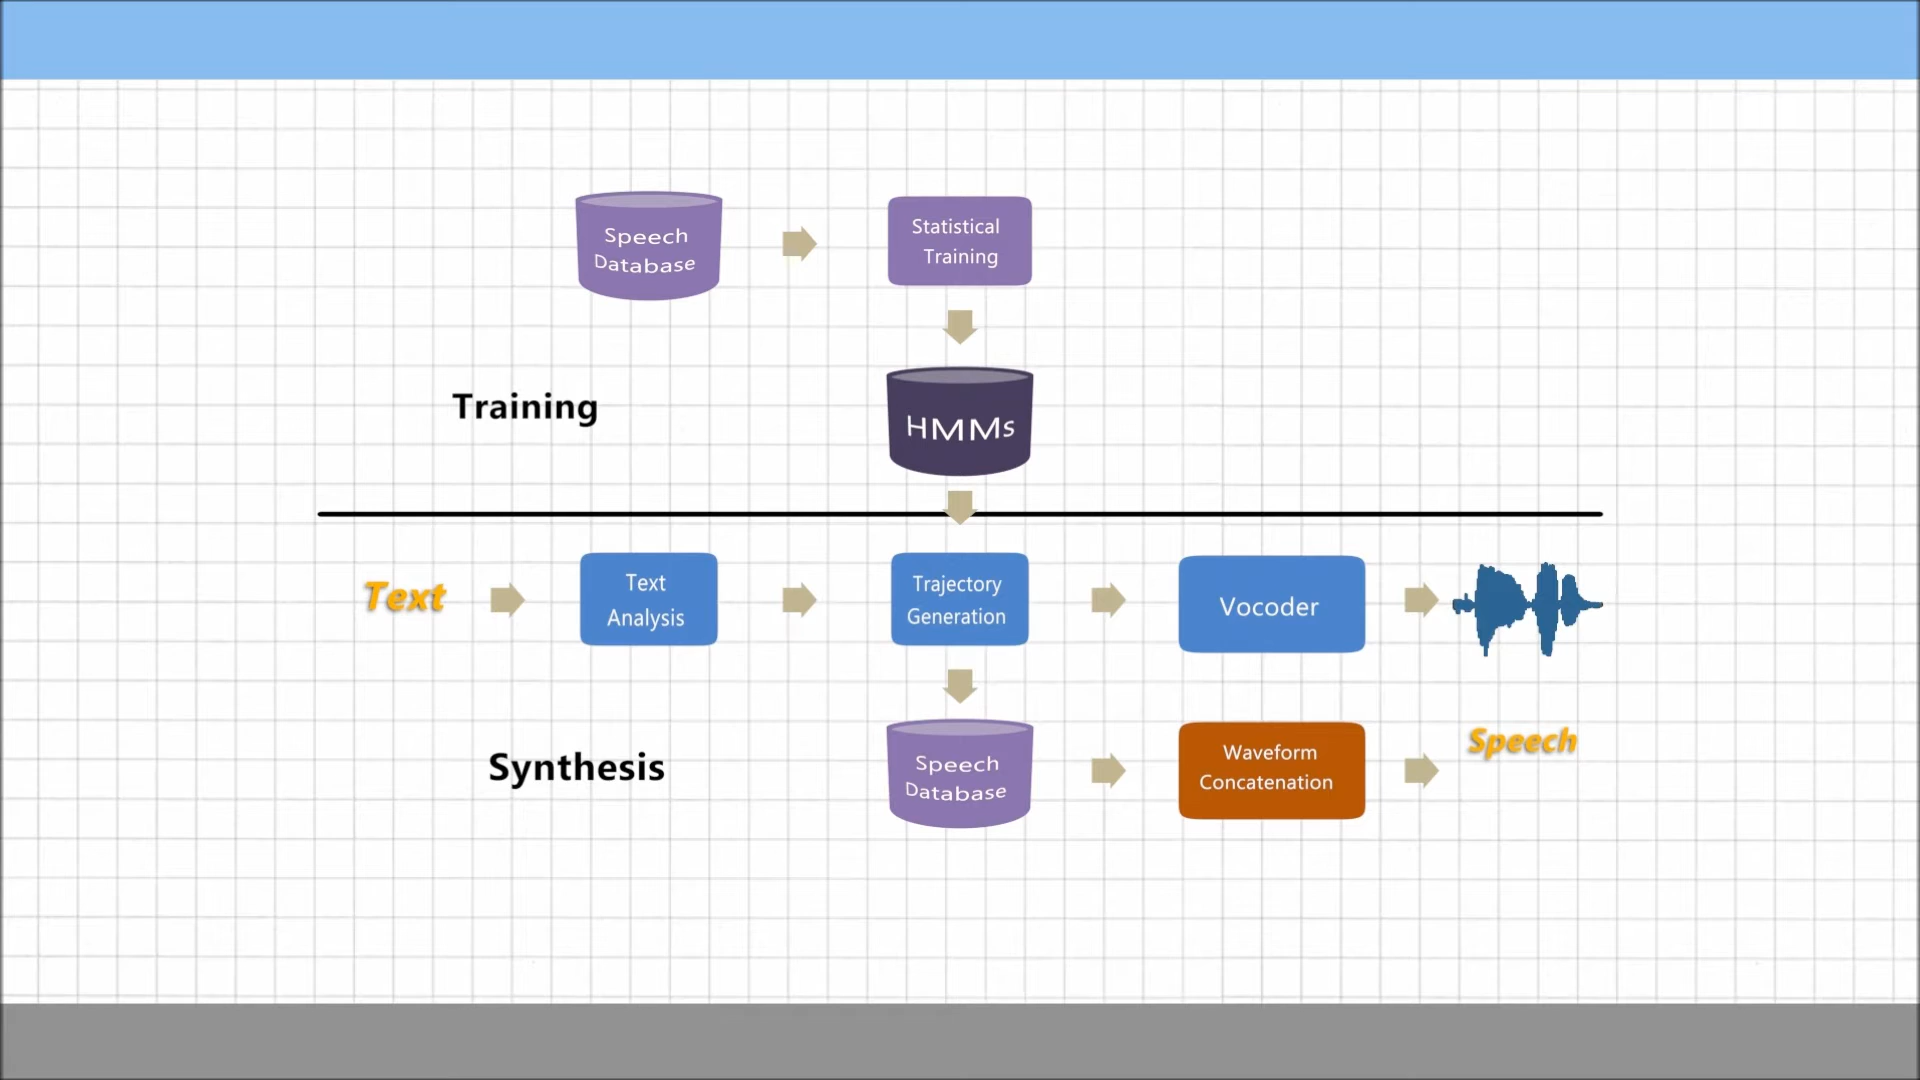 Speech
Database
Statistical
Training
Training
HMMs
Text
Text
Analysis
Trajectory
Generation
Vocoder
Synthesis
Speech
Database
Waveform
Concatenation
Speech